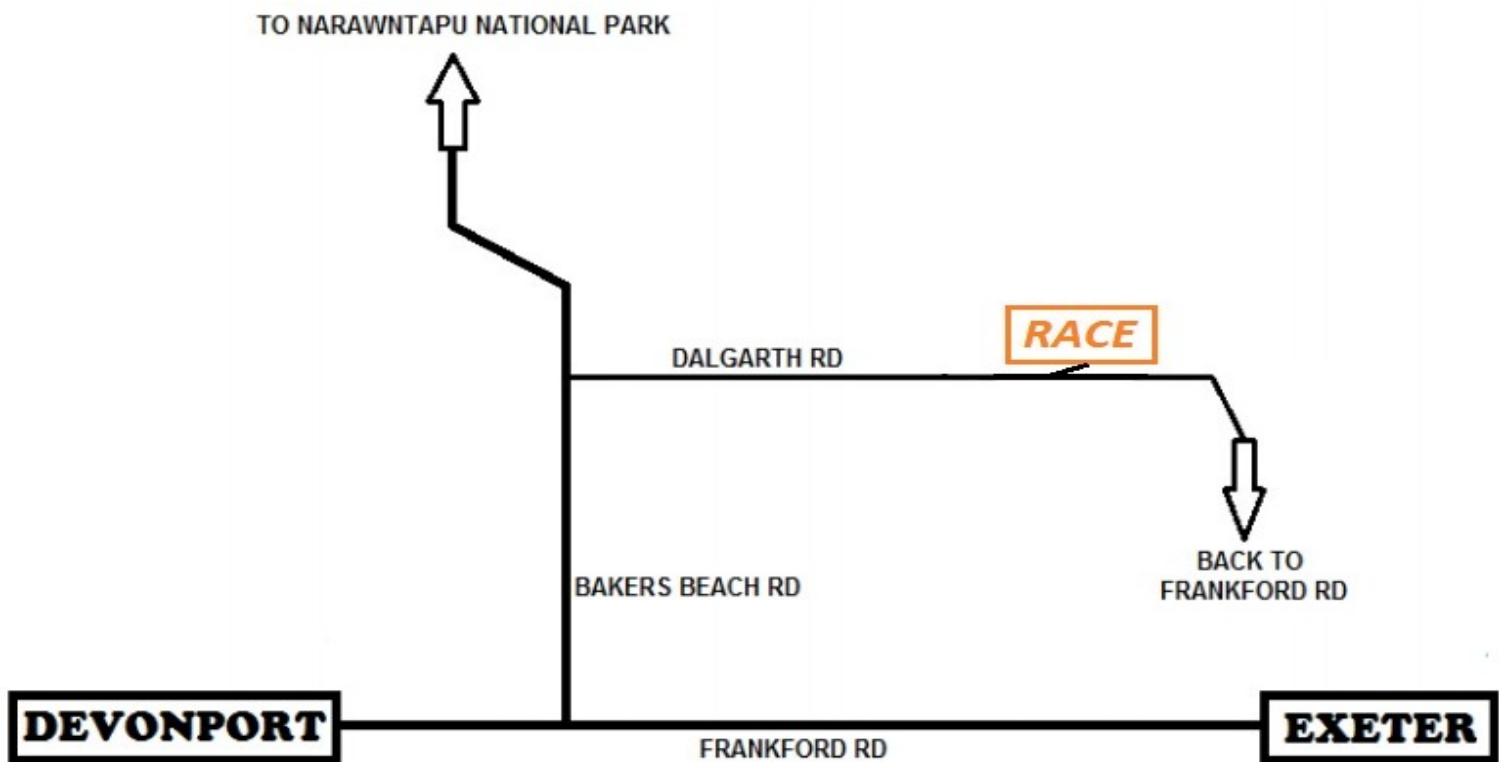 TO NARAWNTAPU NATIONAL PARK
RACE
DALGARTH RD
BACK TO
FRANKFORD RD
BAKERS BEACH RD
DEVONPORT
EXETER
FRANKFORD RD